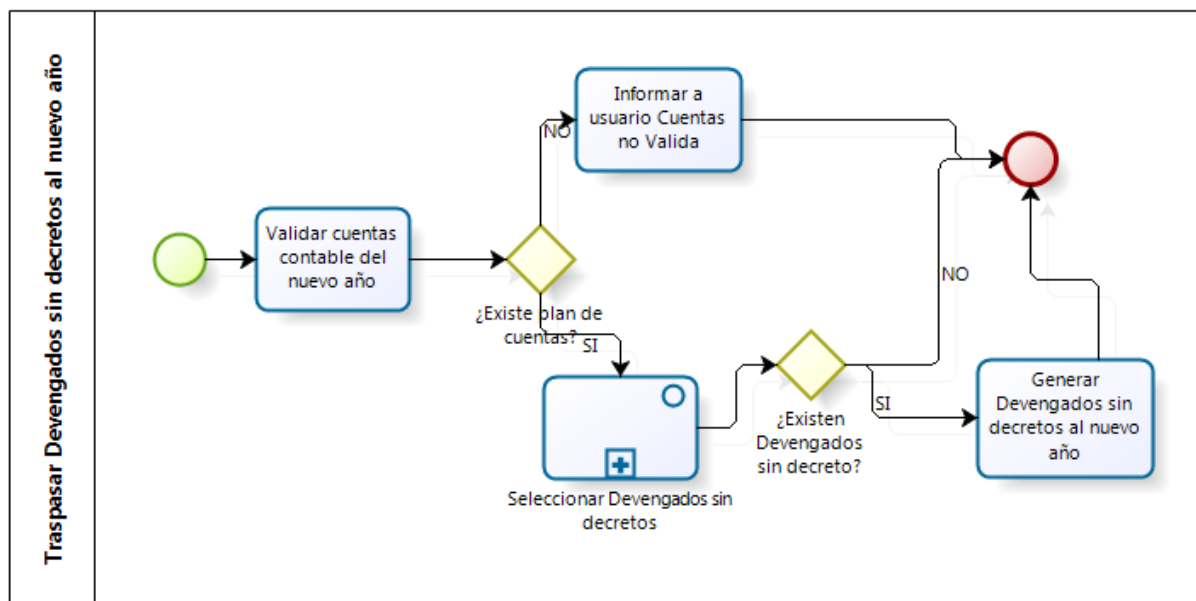 Traspasar Devengados sin decretos al nuevo año
Validar cuentas
contable del
nuevo año
¿Existe plan de
cuentas?
NO
Informar a
usuario Cuentas
no Valida
SI
Seleccionar Devengados sin
decretos
¿Existen
Devengados
sin decreto?
NO
SI
Generar
Devengados sin
decretos al nuevo
año